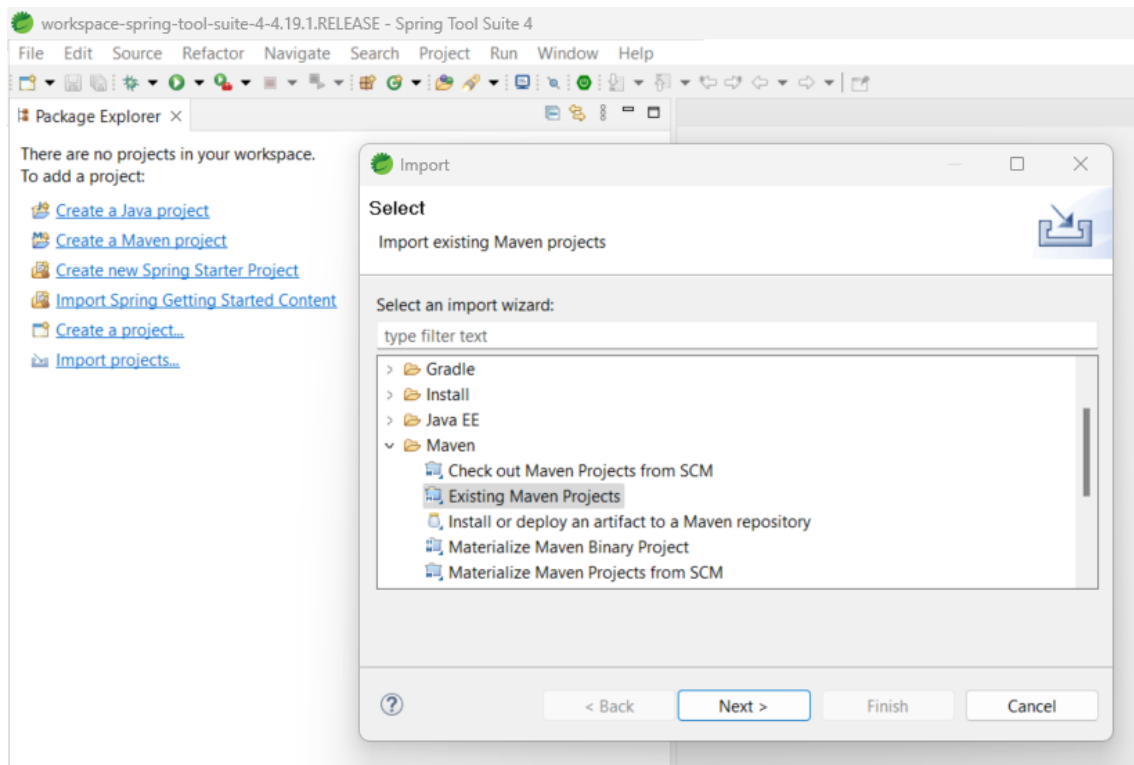 workspace-spring-tool-suite-4-4.19.1.RELEASE - Spring Tool Suite 4
File Edit Source Refactor Navigate Search Project Run Window Help
Package Explorer
There are no projects in your workspace.
To add a project:
Create a Java project
Create a Maven project
Create new Spring Starter Project
Import Spring Getting Started Content
Create a project...
Import projects...
Import
Select
Import existing Maven projects
Select an import wizard:
type filter text
Gradle
Install
Java EE
Maven
Check out Maven Projects from SCM
Existing Maven Projects
Install or deploy an artifact to a Maven repository
Materialize Maven Binary Project
Materialize Maven Projects from SCM
< Back Next > Finish Cancel